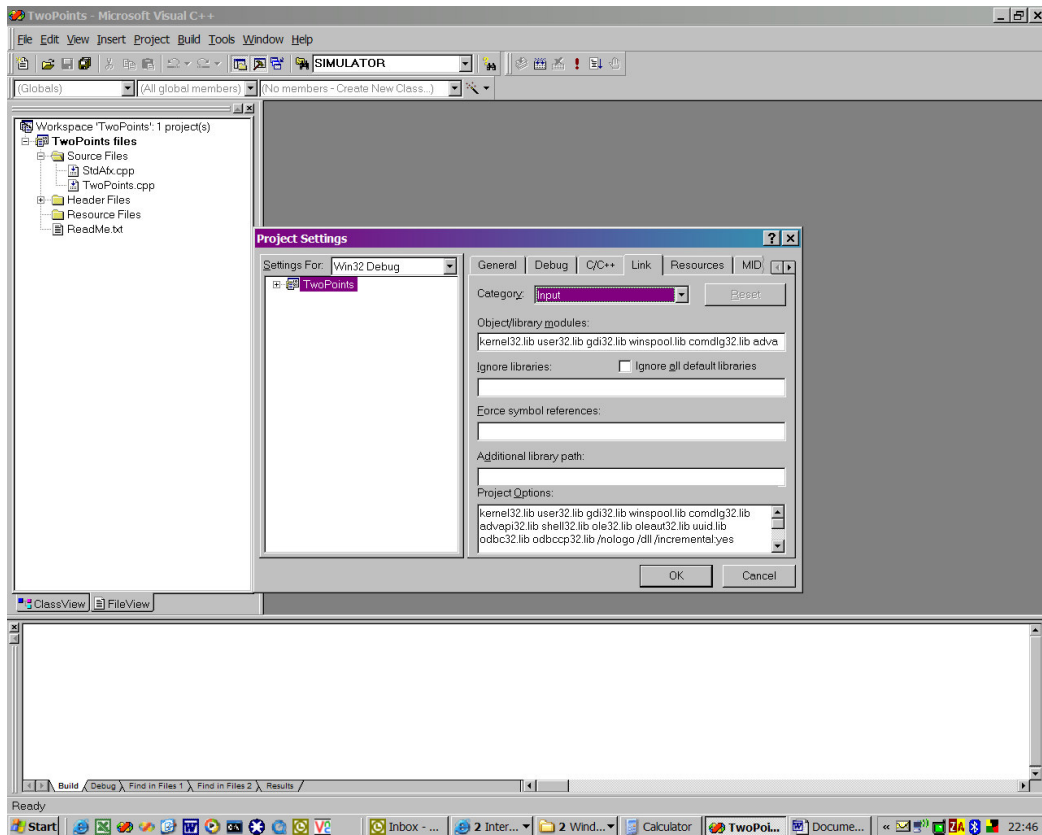 TwoPoints - Microsoft Visual C++
File Edit View Insert Project Build Tools Window Help
SIMULATOR
(Globals) (All global members) (No members - Create New Class...)
Workspace 'TwoPoints': 1 project(s)
TwoPoints files
Source Files
StdAfx.cpp
TwoPoints.cpp
Header Files
Resource Files
ReadMe.txt
ClassView FileView
Project Settings
Settings For: Win32 Debug
TwoPoints
General Debug C/C++ Link Resources MID
Category: Input Reset
Object/library modules:
kernel32.lib user32.lib gdi32.lib winspool.lib comdlg32.lib adva
Ignore libraries: Ignore all default libraries
Force symbol references:
Additional library path:
Project Options:
kernel32.lib user32.lib gdi32.lib winspool.lib comdlg32.lib
advapi32.lib shell32.lib ole32.lib oleaut32.lib uuid.lib
odbc32.lib odbccp32.lib /nologo /dll /incremental:yes
OK Cancel
Build Debug Find in Files 1 Find in Files 2 Results
Ready
Start Inbox - ... 2 Inter... 2 Wind... Calculator TwoPoi... Docume... « ZA 22:46